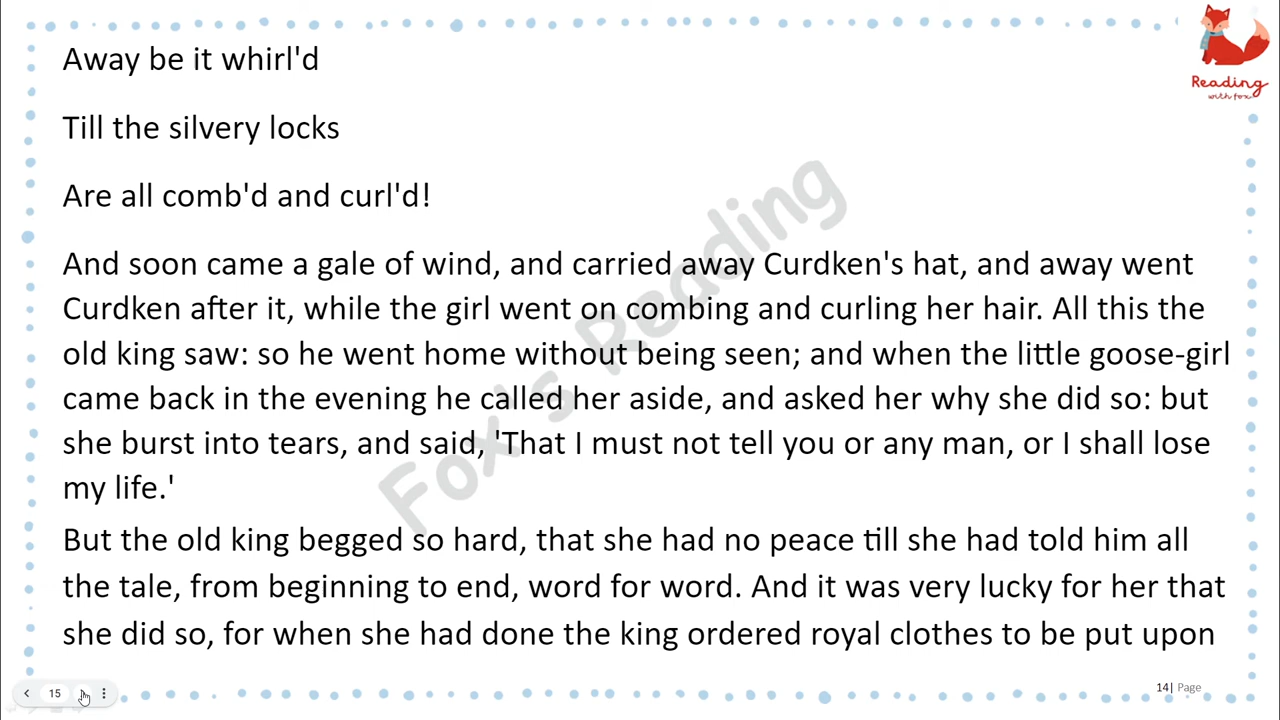 Away be it whirl'd
Till the silvery locks
Are all comb'd and curl'd!
And soon came a gale of wind, and carried away Curdken's hat, and away went
Curdken after it, while the girl went on combing and curling her hair. All this the
old king saw: so he went home without being seen; and when the little goose-girl
came back in the evening he called her aside, and asked her why she did so: but
she burst into tears, and said, 'That I must not tell you or any man, or I shall lose
my life.'
But the old king begged so hard, that she had no peace till she had told him all
the tale, from beginning to end, word for word. And it was very lucky for her that
she did so, for when she had done the king ordered royal clothes to be put upon
Reading
with fox
Fox's Reading
15
14| Page